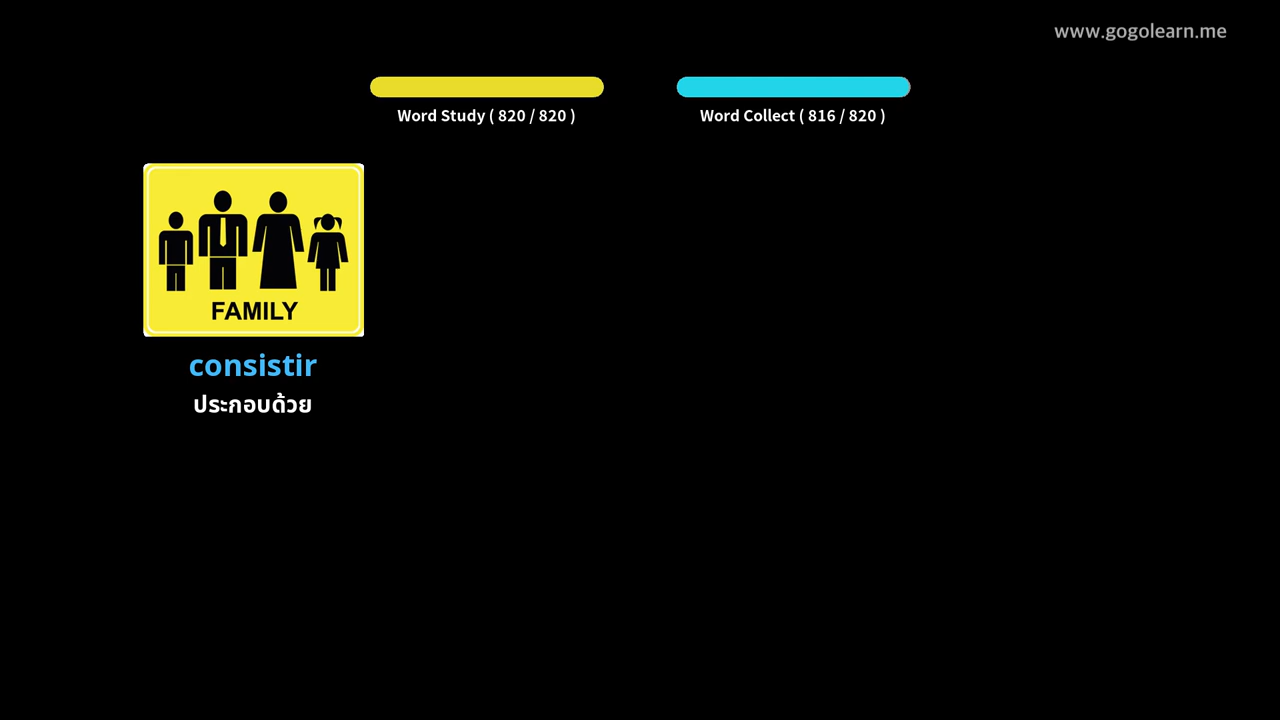 www.gogolearn.me
Word Study ( 820 / 820 )
Word Collect ( 816 / 820 )
FAMILY
consistir
ประกอบด้วย